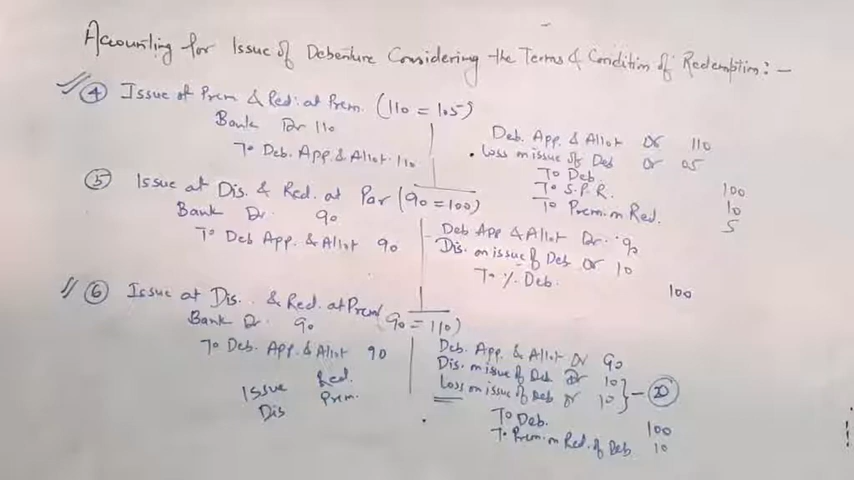 Accounting for Issue of Debenture Considering the Terms & Condition of Redemption:-
④ Issue at Prem & Red. at Prem. (110 = 105)
Bank Dr 110
To Deb. App & Allot 110
Deb. App. & Allot Dr 110
Loss on issue of Deb Dr 05
To Deb. 100
To S.P.R. 10
To Prem. on Red. 5
⑤ Issue at Dis. & Red. at Par (90 = 100)
Bank Dr. 90
To Deb App. & Allot 90
Deb App & Allot Dr. 90
Dis. on issue of Deb Dr 10
To % Deb. 100
⑥ Issue at Dis. & Red. at Prem (90 = 110)
Bank Dr. 90
To Deb. App. & Allot 90
Issue Red.
Dis Prem.
Deb. App. & Allot Dr 90
Dis. on issue of Deb Dr 10
Loss on issue of Deb Dr 10 } - 20
To Deb. 100
To Prem. on Red. of Deb 10